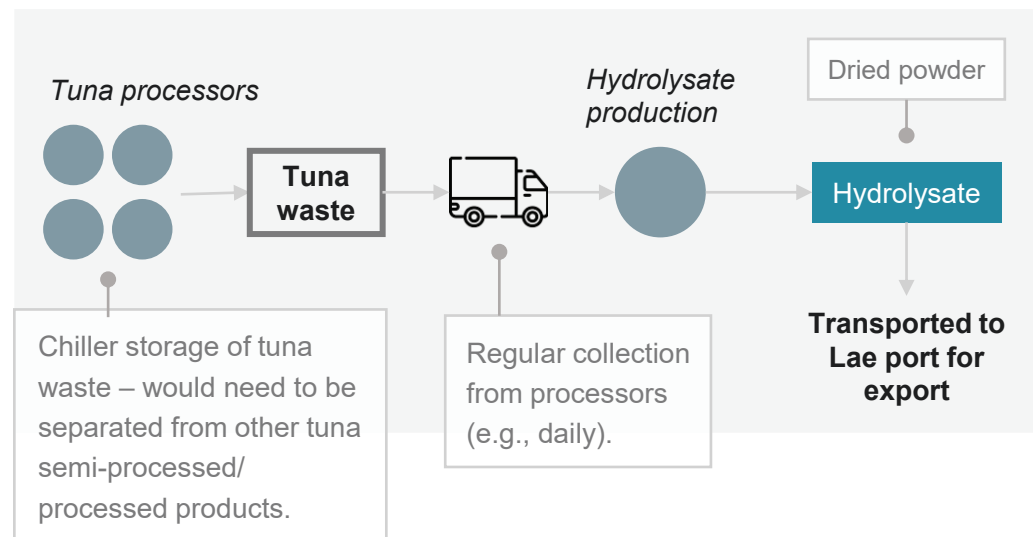 Tuna processors
Hydrolysate
production
Dried powder
Tuna
waste
Hydrolysate
Chiller storage of tuna
waste – would need to be
separated from other tuna
semi-processed/
processed products.
Regular collection
from processors
(e.g., daily).
Transported to
Lae port for
export